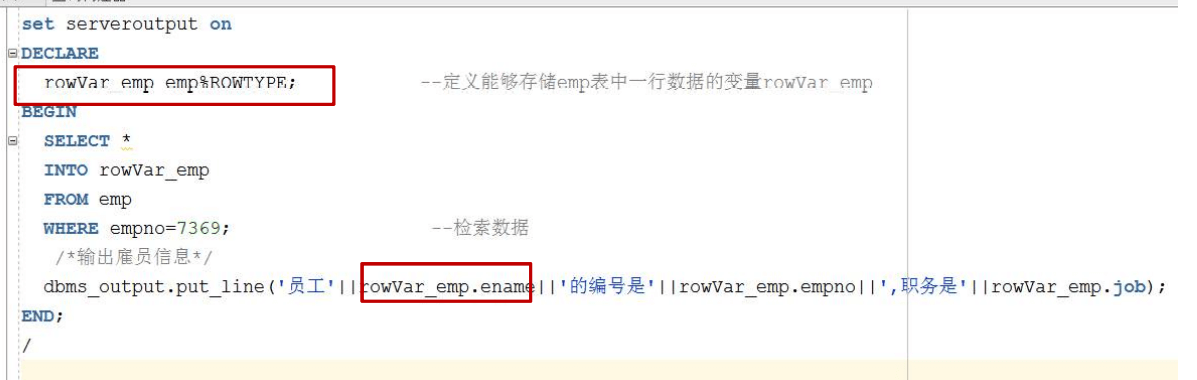 set serveroutput on
DECLARE
rowVar_emp emp%ROWTYPE; --定义能够存储emp表中一行数据的变量rowVar_emp
BEGIN
SELECT *
INTO rowVar_emp
FROM emp
WHERE empno=7369; --检索数据
/*输出雇员信息*/
dbms_output.put_line('员工'||rowVar_emp.ename||'的编号是'||rowVar_emp.empno||',职务是'||rowVar_emp.job);
END;
/